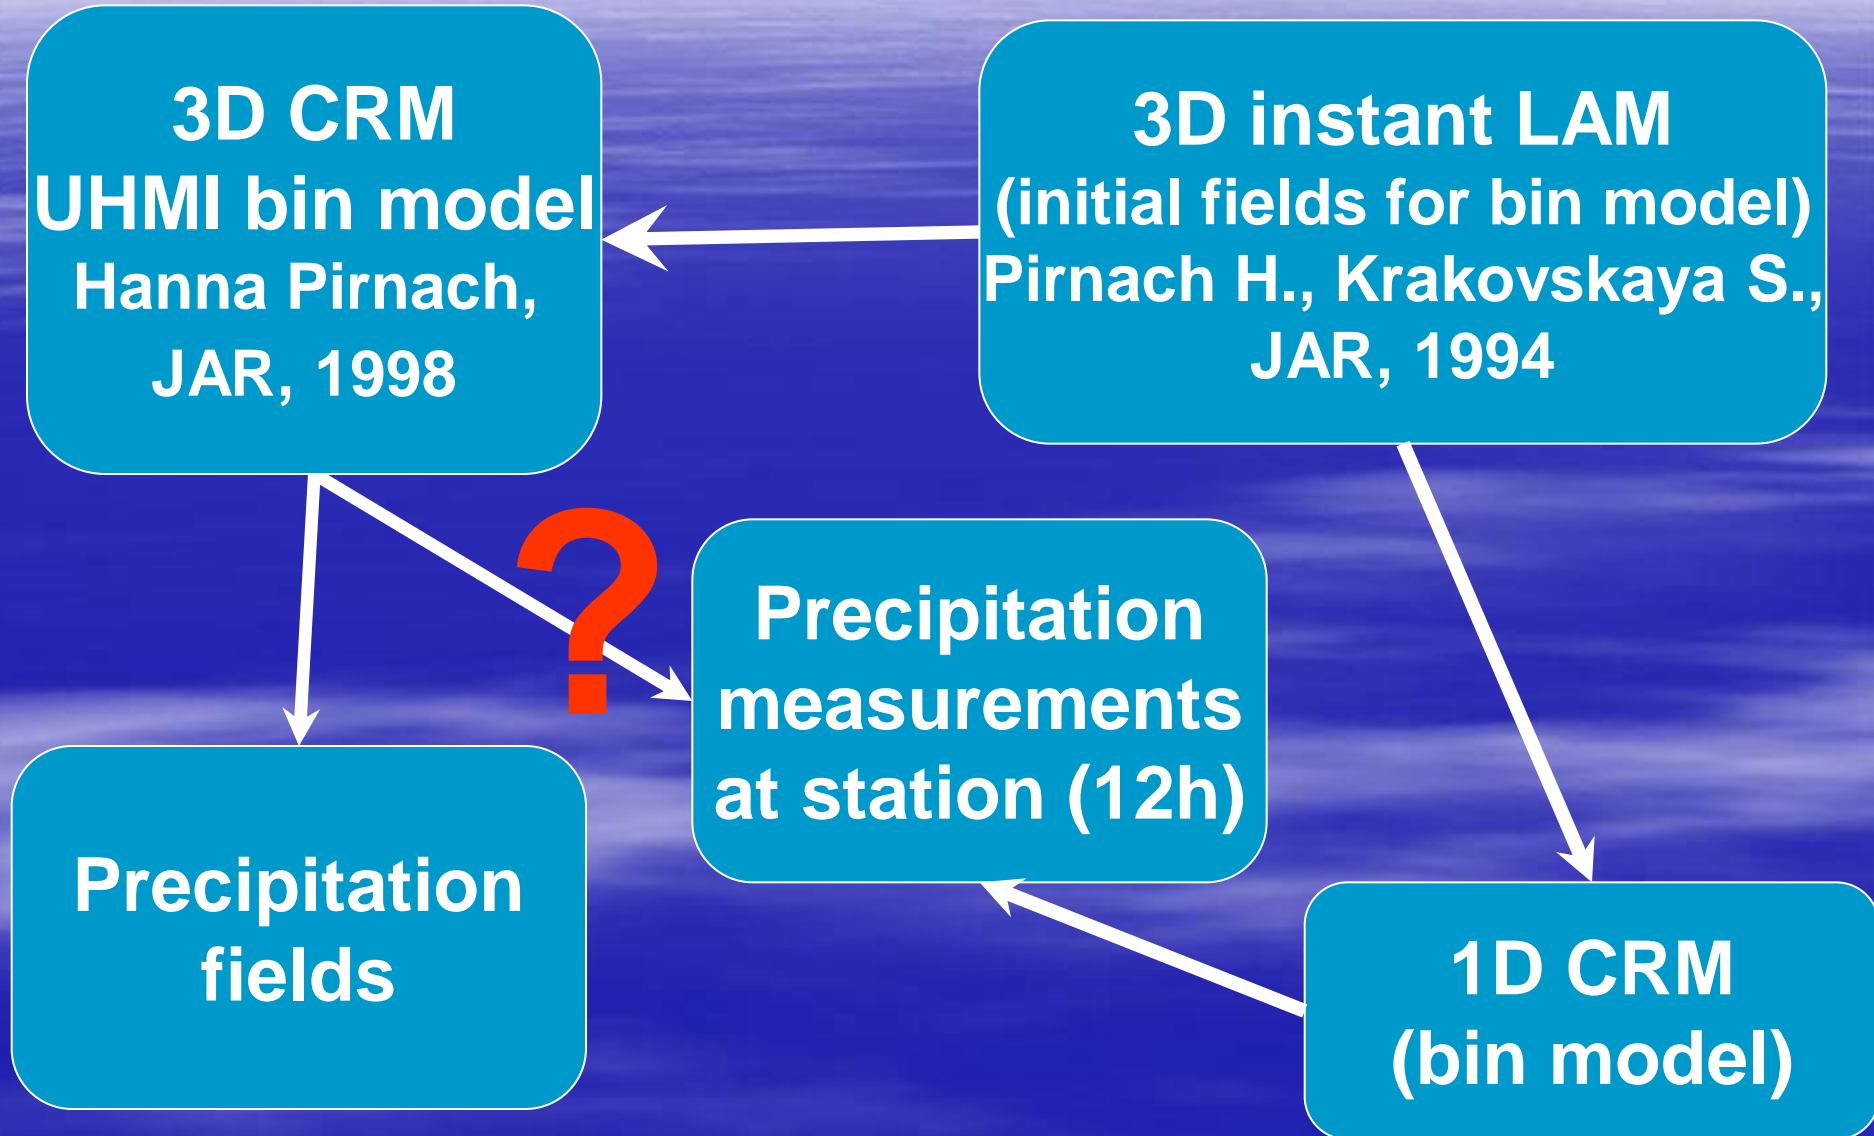 3D CRM
UHMI bin model
Hanna Pirnach,
JAR, 1998
3D instant LAM
(initial fields for bin model)
Pirnach H., Krakovskaya S.,
JAR, 1994
?
Precipitation
measurements
at station (12h)
Precipitation
fields
1D CRM
(bin model)